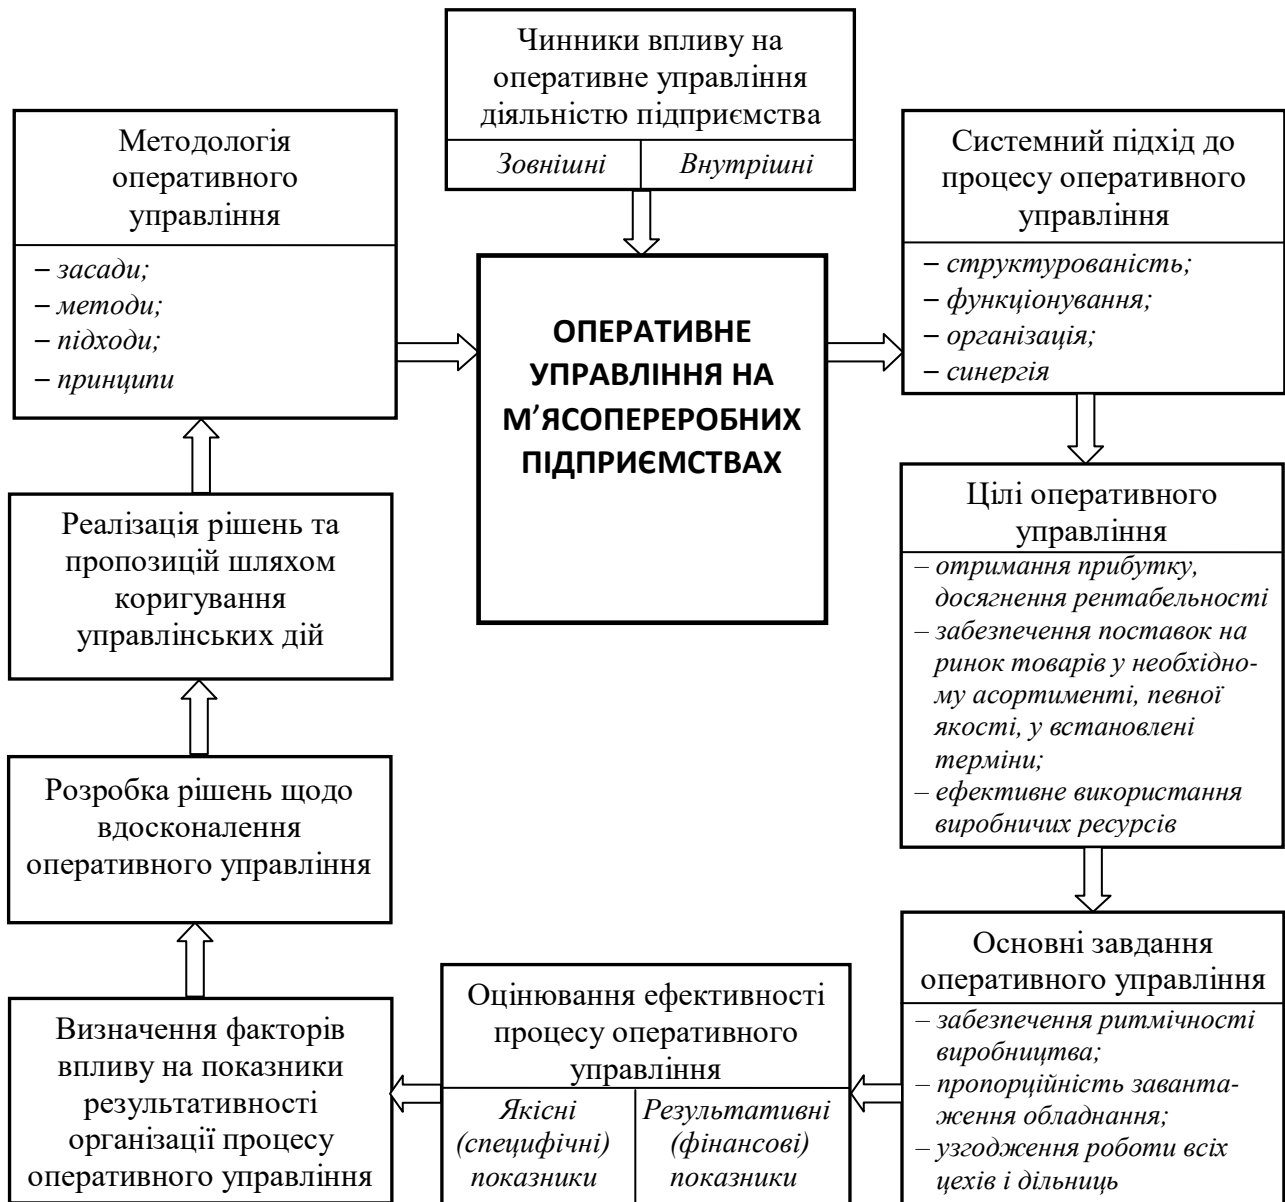 Чинники впливу на
оперативне управління
діяльністю підприємства
Зовнішні
Внутрішні
Методологія
оперативного
управління
– засади;
– методи;
– підходи;
– принципи
ОПЕРАТИВНЕ
УПРАВЛІННЯ НА
М’ЯСОПЕРЕРОБНИХ
ПІДПРИЄМСТВАХ
Системний підхід до
процесу оперативного
управління
– структурованість;
– функціонування;
– організація;
– синергія
Цілі оперативного
управління
– отримання прибутку,
досягнення рентабельності
– забезпечення поставок на
ринок товарів у необхідно-
му асортименті, певної
якості, у встановлені
терміни;
– ефективне використання
виробничих ресурсів
Основні завдання
оперативного управління
– забезпечення ритмічності
виробництва;
– пропорційність заванта-
ження обладнання;
– узгодження роботи всіх
цехів і дільниць
Оцінювання ефективності
процесу оперативного
управління
Якісні
(специфічні)
показники
Результативні
(фінансові)
показники
Визначення факторів
впливу на показники
результативності
організації процесу
оперативного управління
Розробка рішень щодо
вдосконалення
оперативного управління
Реалізація рішень та
пропозицій шляхом
коригування
управлінських дій